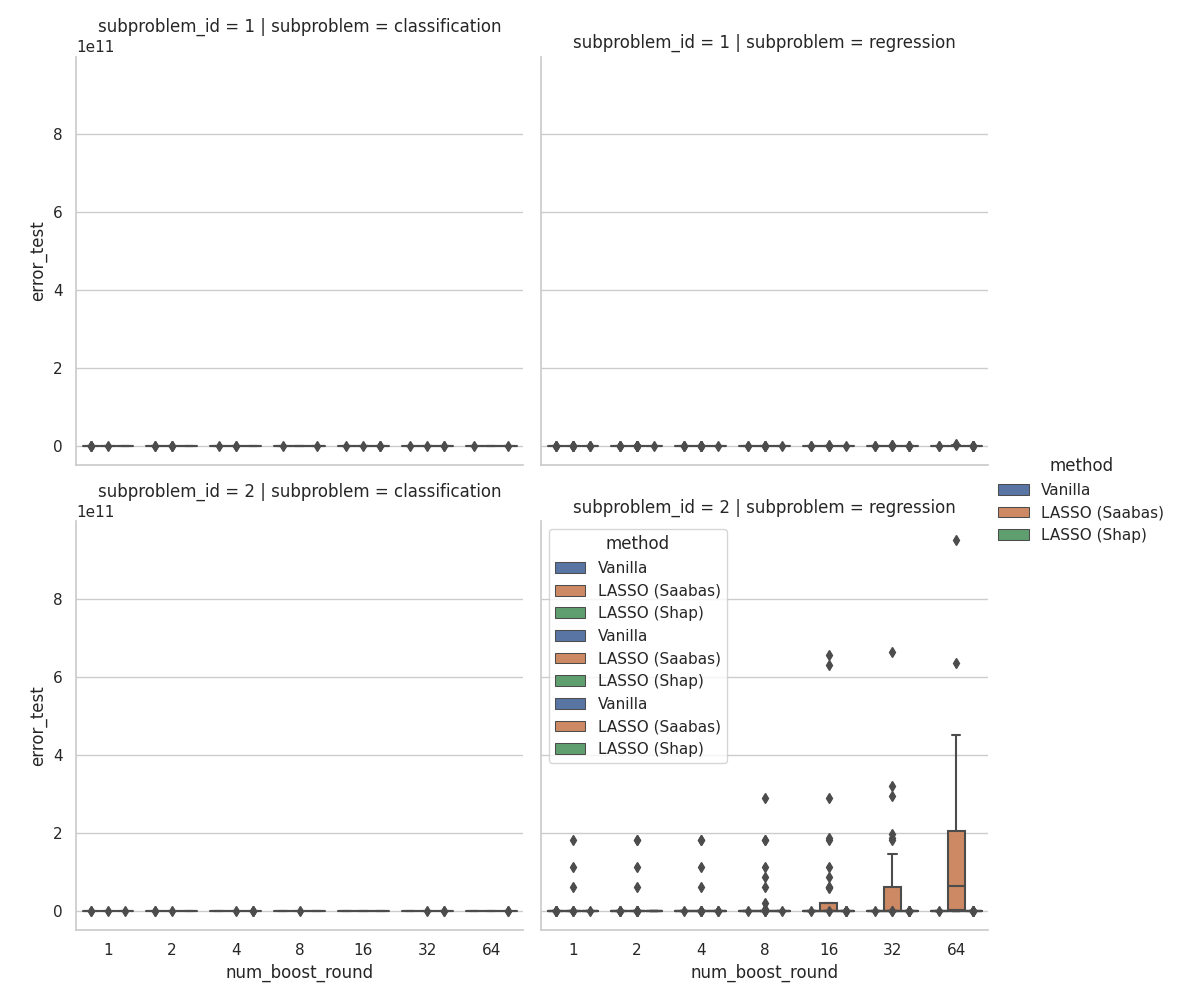 subproblem_id = 1 | subproblem = classification
subproblem_id = 1 | subproblem = regression
1e11
8
6
4
2
0
error_test
method
Vanilla
LASSO (Saabas)
LASSO (Shap)
subproblem_id = 2 | subproblem = classification
subproblem_id = 2 | subproblem = regression
1e11
8
6
4
2
0
error_test
method
Vanilla
LASSO (Saabas)
LASSO (Shap)
Vanilla
LASSO (Saabas)
LASSO (Shap)
Vanilla
LASSO (Saabas)
LASSO (Shap)
1 2 4 8 16 32 64
num_boost_round
1 2 4 8 16 32 64
num_boost_round